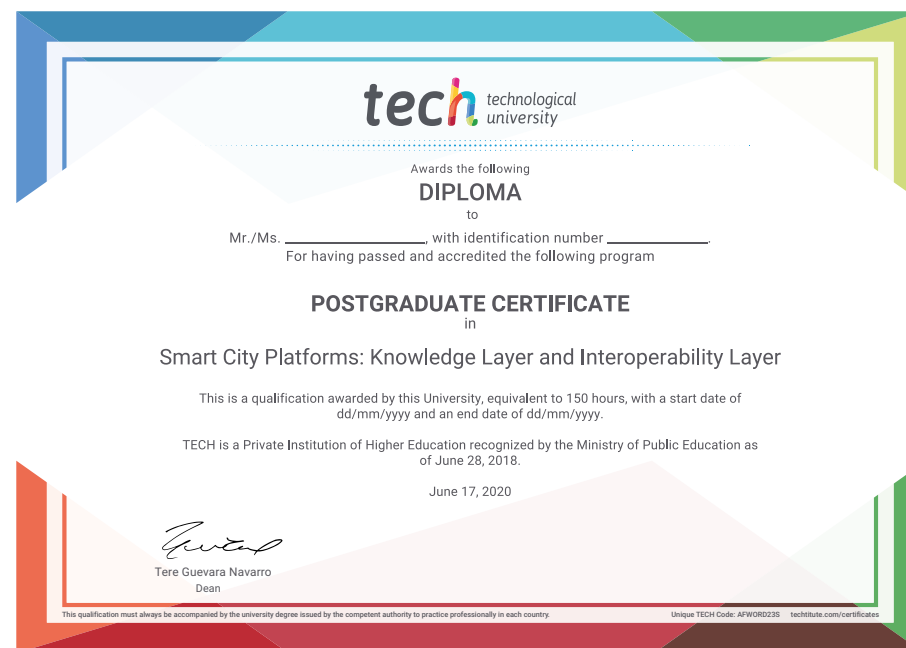 tech technological
university
Awards the following
DIPLOMA
to
Mr./Ms. ____________________, with identification number ______________.
For having passed and accredited the following program
POSTGRADUATE CERTIFICATE
in
Smart City Platforms: Knowledge Layer and Interoperability Layer
This is a qualification awarded by this University, equivalent to 150 hours, with a start date of
dd/mm/yyyy and an end date of dd/mm/yyyy.
TECH is a Private Institution of Higher Education recognized by the Ministry of Public Education as
of June 28, 2018.
June 17, 2020
Tere Guevara Navarro
Dean
This qualification must always be accompanied by the university degree issued by the competent authority to practice professionally in each country. Unique TECH Code: AFWORD23S techtitute.com/certificates